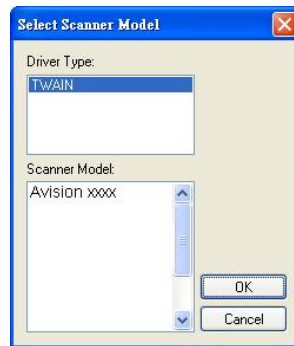 Select Scanner Model
Driver Type:
TWAIN
Scanner Model:
Avision xxxx
OK
Cancel